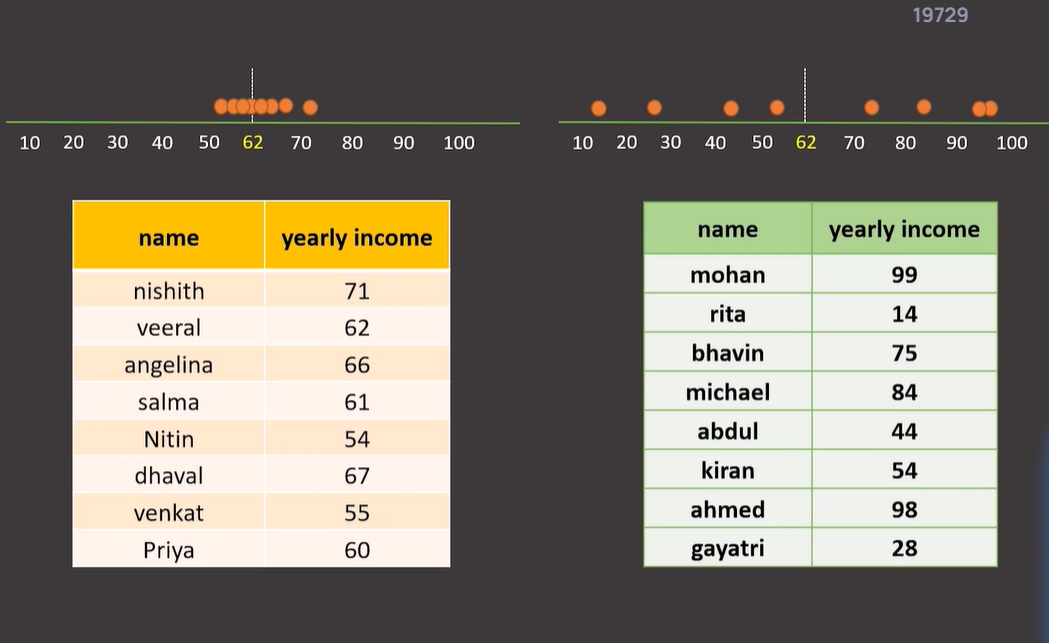 19729
10 20 30 40 50 62 70 80 90 100
10 20 30 40 50 62 70 80 90 100
name yearly income
nishith 71
veeral 62
angelina 66
salma 61
Nitin 54
dhaval 67
venkat 55
Priya 60
name yearly income
mohan 99
rita 14
bhavin 75
michael 84
abdul 44
kiran 54
ahmed 98
gayatri 28